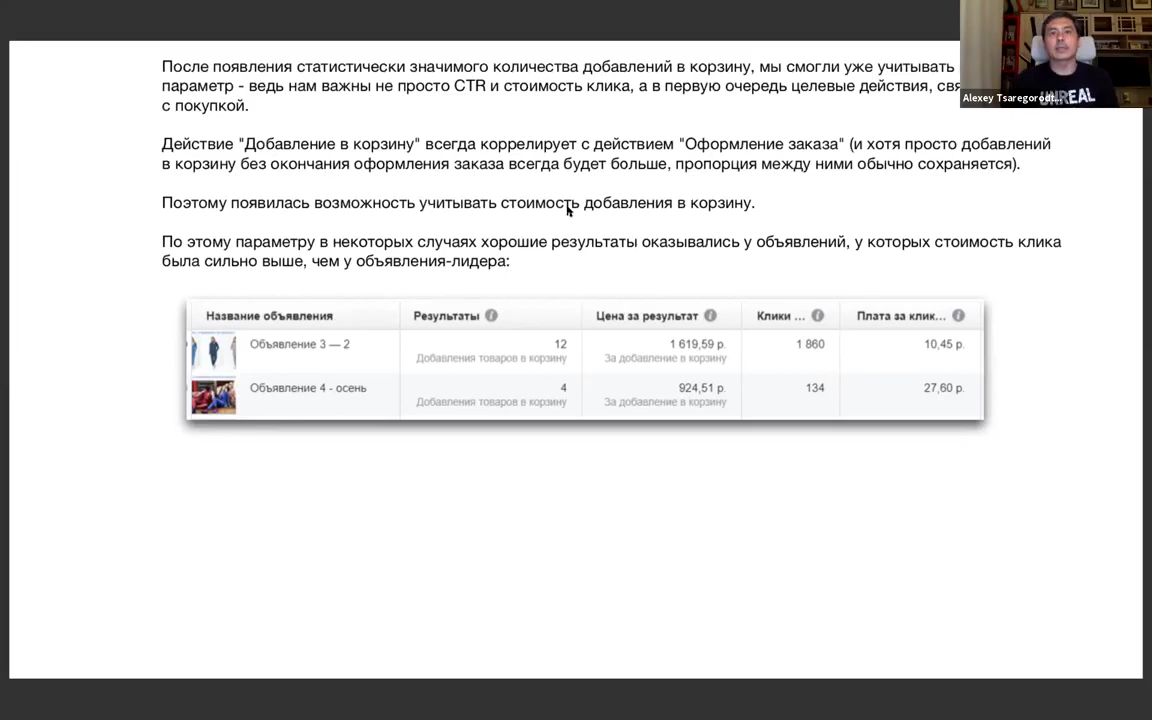 После появления статистически значимого количества добавлений в корзину, мы смогли уже учитывать
параметр - ведь нам важны не просто CTR и стоимость клика, а в первую очередь целевые действия,
с покупкой.
Действие "Добавление в корзину" всегда коррелирует с действием "Оформление заказа" (и хотя просто добавлений
в корзину без окончания оформления заказа всегда будет больше, пропорция между ними обычно сохраняется).
Поэтому появилась возможность учитывать стоимость добавления в корзину.
По этому параметру в некоторых случаях хорошие результаты оказывались у объявлений, у которых стоимость клика
была сильно выше, чем у объявления-лидера:
Название объявления Результаты Цена за результат Клики ... Плата за клик...
Объявление 3 — 2 12 1 619,59 р. 1 860 10,45 р.
Добавления товаров в корзину За добавление в корзину
Объявление 4 - осень 4 924,51 р. 134 27,60 р.
Добавления товаров в корзину За добавление в корзину
UNREAL
Alexey Tsaregorodt...